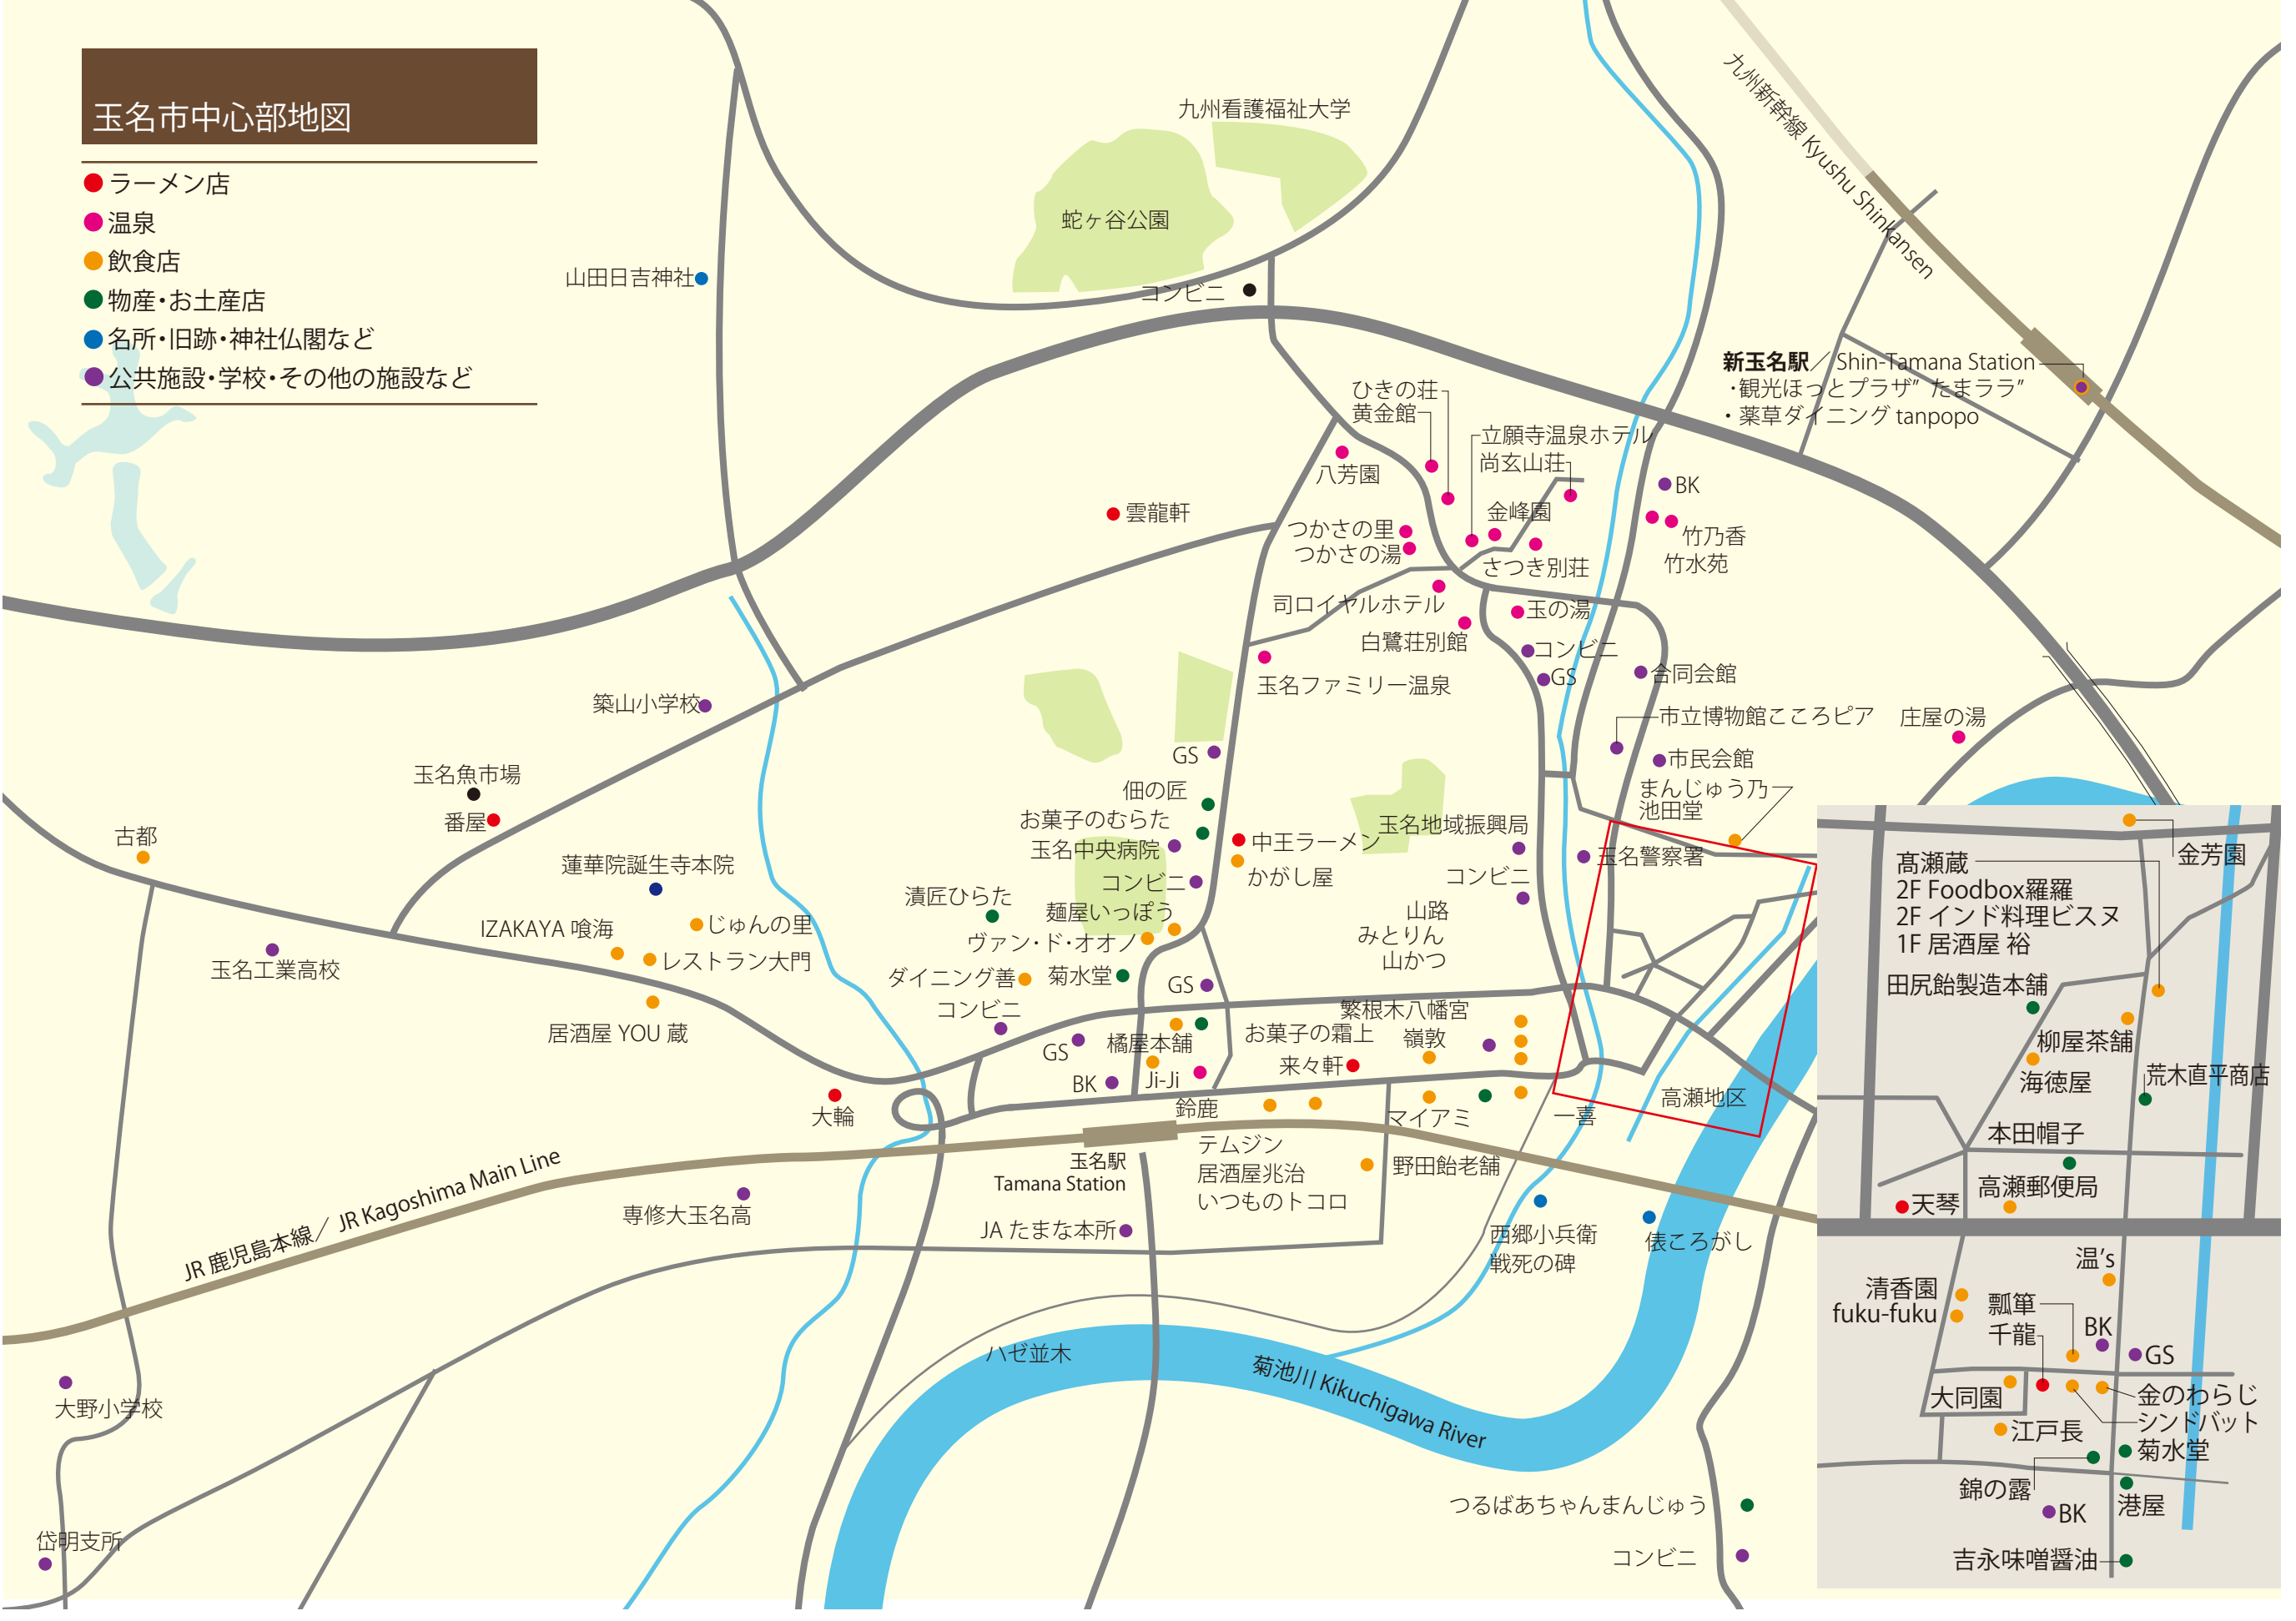 玉名市中心部地図
ラーメン店
温泉
飲食店
物産・お土産店
名所・旧跡・神社仏閣など
公共施設・学校・その他の施設など
九州看護福祉大学
蛇ヶ谷公園
コンビニ
山田日吉神社
九州新幹線 Kyushu Shinkansen
新玉名駅／Shin-Tamana Station
・観光ほっとプラザ”たまララ”
・薬草ダイニング tanpopo
ひきの荘
黄金館
立願寺温泉ホテル
尚玄山荘
八芳園
金峰園
BK
雲龍軒
つかさの里
つかさの湯
さつき別荘
竹乃香
竹水苑
司ロイヤルホテル
玉の湯
白鷺荘別館
コンビニ
GS
合同会館
玉名ファミリー温泉
築山小学校
市立博物館こころピア
庄屋の湯
GS
市民会館
玉名魚市場
番屋
佃の匠
お菓子のむらた
玉名中央病院
コンビニ
まんじゅう乃
池田堂
中王ラーメン
かがし屋
玉名地域振興局
玉名警察署
コンビニ
古都
蓮華院誕生寺本院
漬匠ひらた
麺屋いっぽう
ヴァン・ド・オオノ
山路
みとりん
山かつ
IZAKAYA 喰海
じゅんの里
レストラン大門
玉名工業高校
ダイニング善
菊水堂
GS
コンビニ
居酒屋 YOU 蔵
GS
橘屋本舗
お菓子の霜上
繁根木八幡宮
嶺敦
来々軒
BK
Ji-Ji
大輪
鈴鹿
マイアミ
一喜
高瀬地区
JR 鹿児島本線／ JR Kagoshima Main Line
玉名駅
Tamana Station
テムジン
居酒屋兆治
いつものトコロ
野田飴老舗
専修大玉名高
JA たまな本所
西郷小兵衛
戦死の碑
俵ころがし
ハゼ並木
菊池川 Kikuchigawa River
大野小学校
岱明支所
つるばあちゃんまんじゅう
コンビニ
金芳園
髙瀬蔵
2F Foodbox羅羅
2F インド料理ビスヌ
1F 居酒屋 裕
田尻飴製造本舗
柳屋茶舗
海徳屋
荒木直平商店
本田帽子
高瀬郵便局
天琴
温’s
清香園
fuku-fuku
瓢箪
千龍
BK
GS
大同園
金のわらじ
シンドバット
江戸長
菊水堂
錦の露
港屋
BK
吉永味噌醤油